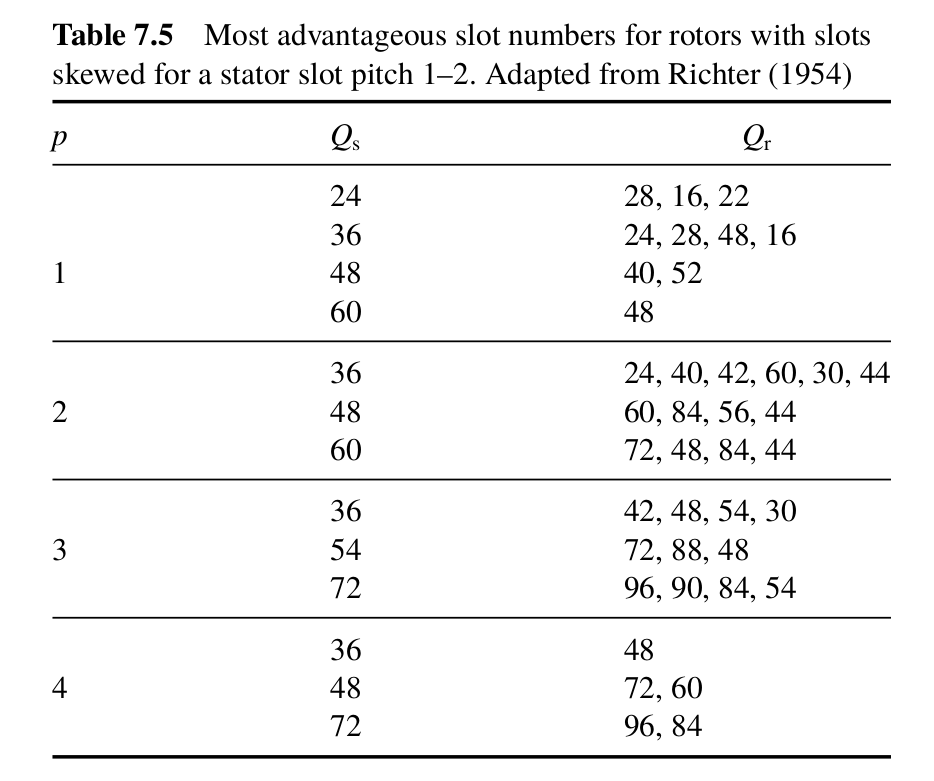 Table 7.5 Most advantageous slot numbers for rotors with slots
skewed for a stator slot pitch 1–2. Adapted from Richter (1954)
p Qs Qr
24 28, 16, 22
36 24, 28, 48, 16
1 48 40, 52
60 48
36 24, 40, 42, 60, 30, 44
2 48 60, 84, 56, 44
60 72, 48, 84, 44
36 42, 48, 54, 30
3 54 72, 88, 48
72 96, 90, 84, 54
36 48
4 48 72, 60
72 96, 84